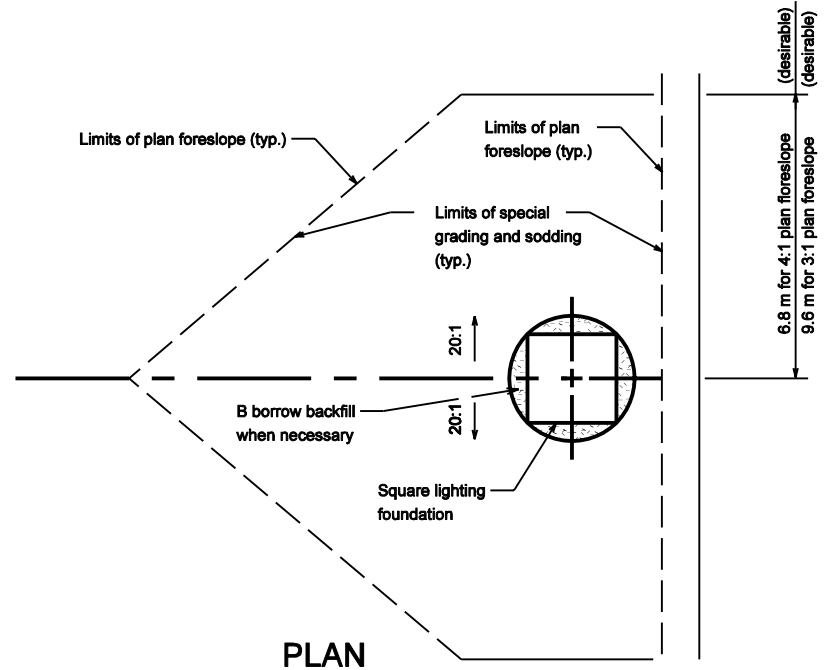 Limits of plan foreslope (typ.)
Limits of plan
foreslope (typ.)
Limits of special
grading and sodding
(typ.)
20:1
20:1
B borrow backfill
when necessary
Square lighting
foundation
PLAN
(desirable)
(desirable)
6.8 m for 4:1 plan floreslope
9.6 m for 3:1 plan foreslope